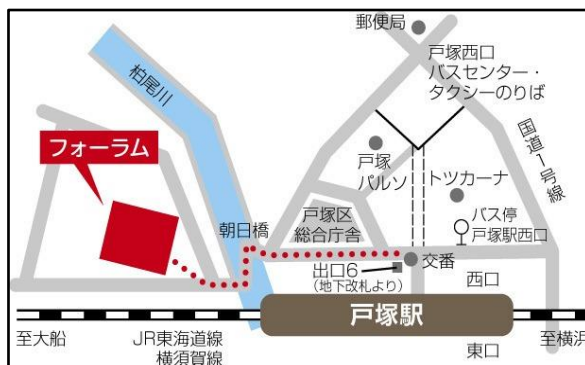 郵便局
戸塚西口
バスセンター・
タクシーのりば
柏尾川
国道1号線
フォーラム
戸塚
パルソ
トツカーナ
戸塚区
総合庁舎
バス停
戸塚駅西口
朝日橋
出口6
(地下改札より)
交番
西口
戸塚駅
至大船
JR東海道線
横須賀線
至横浜
東口